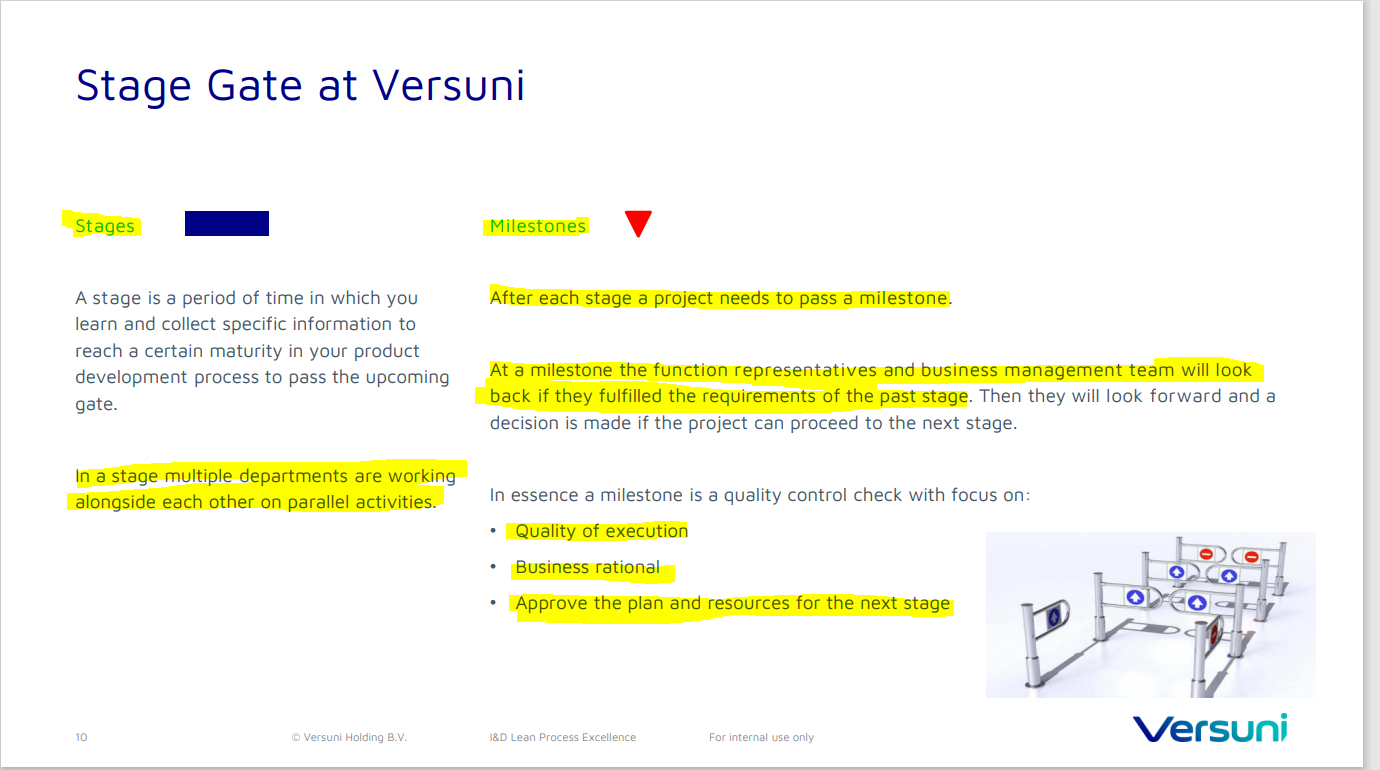 Stage Gate at Versuni
Stages
Milestones
A stage is a period of time in which you
learn and collect specific information to
reach a certain maturity in your product
development process to pass the upcoming
gate.
In a stage multiple departments are working
alongside each other on parallel activities.
After each stage a project needs to pass a milestone.
At a milestone the function representatives and business management team will look
back if they fulfilled the requirements of the past stage. Then they will look forward and a
decision is made if the project can proceed to the next stage.
In essence a milestone is a quality control check with focus on:
• Quality of execution
• Business rational
• Approve the plan and resources for the next stage
10
© Versuni Holding B.V.
I&D Lean Process Excellence
For internal use only
Versuni